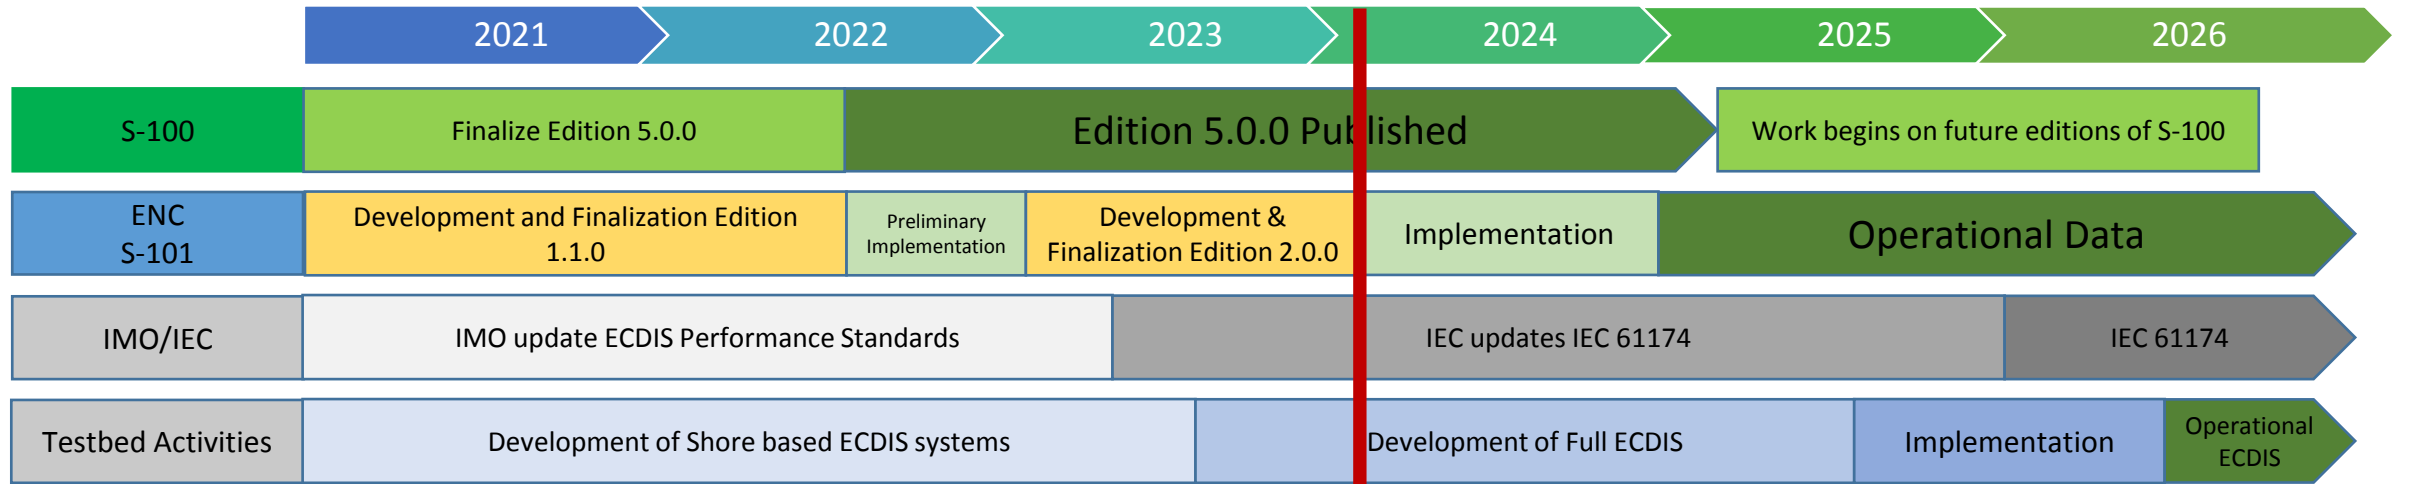 2021 2022 2023 2024 2025 2026
S-100 Finalize Edition 5.0.0 Edition 5.0.0 Published Work begins on future editions of S-100
ENC
S-101
Development and Finalization Edition
1.1.0
Preliminary
Implementation
Development &
Finalization Edition 2.0.0
Implementation
Operational Data
IMO/IEC IMO update ECDIS Performance Standards IEC updates IEC 61174 IEC 61174
Testbed Activities Development of Shore based ECDIS systems Development of Full ECDIS Implementation
Operational
ECDIS